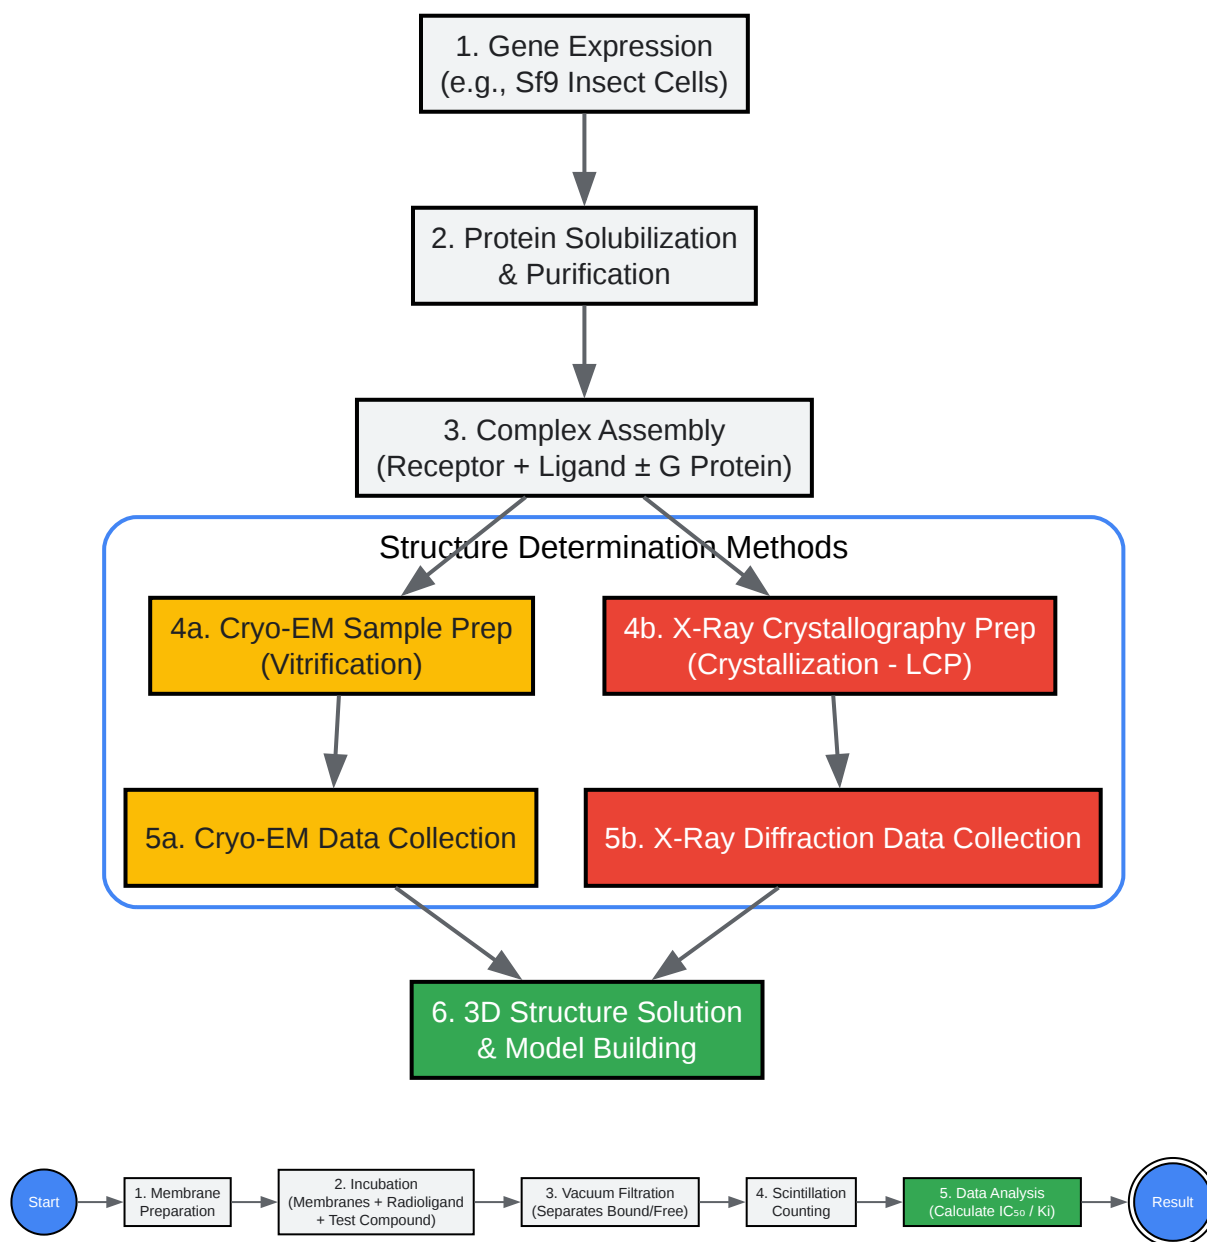 1. Gene Expression
(e.g., Sf9 Insect Cells)
2. Protein Solubilization
& Purification
3. Complex Assembly
(Receptor + Ligand ± G Protein)
Structure Determination Methods
4a. Cryo-EM Sample Prep
(Vitrification)
4b. X-Ray Crystallography Prep
(Crystallization - LCP)
5a. Cryo-EM Data Collection
5b. X-Ray Diffraction Data Collection
6. 3D Structure Solution
& Model Building
Start
1. Membrane
Preparation
2. Incubation
(Membranes + Radioligand
+ Test Compound)
3. Vacuum Filtration
(Separates Bound/Free)
4. Scintillation
Counting
5. Data Analysis
(Calculate IC₅₀ / Ki)
Result